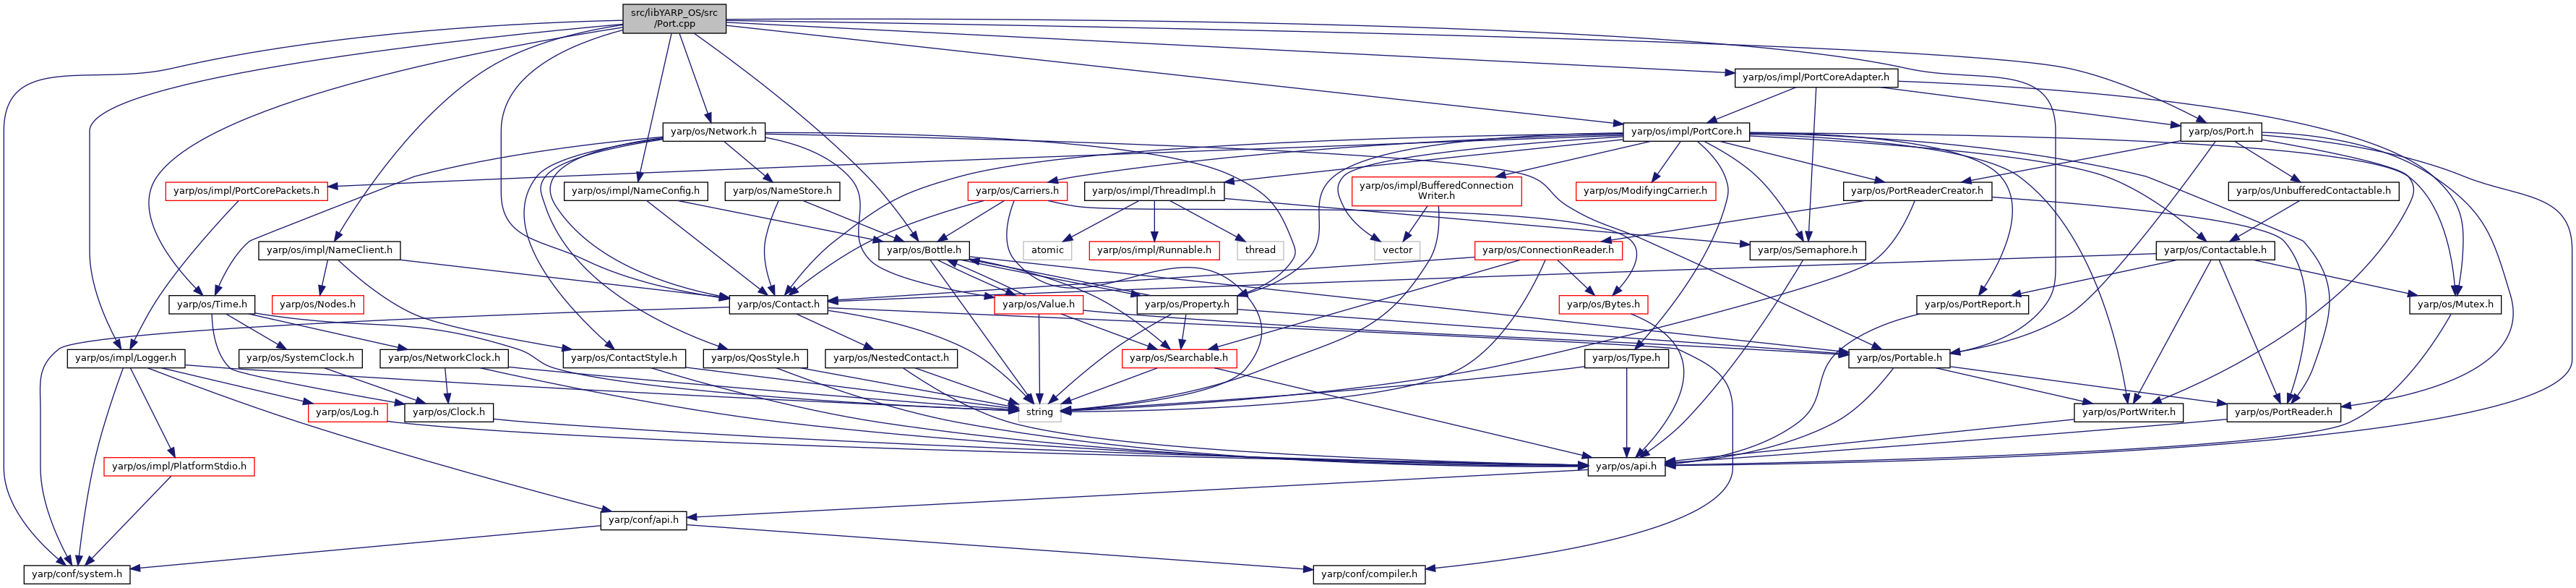 src/libYARP_OS/src
/Port.cpp
yarp/os/impl/PortCoreAdapter.h
yarp/os/Network.h
yarp/os/impl/PortCore.h
yarp/os/Port.h
yarp/os/impl/PortCorePackets.h
yarp/os/impl/NameConfig.h
yarp/os/NameStore.h
yarp/os/Carriers.h
yarp/os/impl/ThreadImpl.h
yarp/os/impl/BufferedConnection
Writer.h
yarp/os/ModifyingCarrier.h
yarp/os/PortReaderCreator.h
yarp/os/UnbufferedContactable.h
yarp/os/impl/NameClient.h
yarp/os/Bottle.h
atomic
yarp/os/impl/Runnable.h
thread
vector
yarp/os/ConnectionReader.h
yarp/os/Semaphore.h
yarp/os/Contactable.h
yarp/os/Time.h
yarp/os/Nodes.h
yarp/os/Contact.h
yarp/os/Value.h
yarp/os/Property.h
yarp/os/Bytes.h
yarp/os/PortReport.h
yarp/os/Mutex.h
yarp/os/impl/Logger.h
yarp/os/SystemClock.h
yarp/os/NetworkClock.h
yarp/os/ContactStyle.h
yarp/os/QosStyle.h
yarp/os/NestedContact.h
yarp/os/Searchable.h
yarp/os/Type.h
yarp/os/Portable.h
yarp/os/Log.h
yarp/os/Clock.h
string
yarp/os/PortWriter.h
yarp/os/PortReader.h
yarp/os/impl/PlatformStdio.h
yarp/os/api.h
yarp/conf/api.h
yarp/conf/system.h
yarp/conf/compiler.h